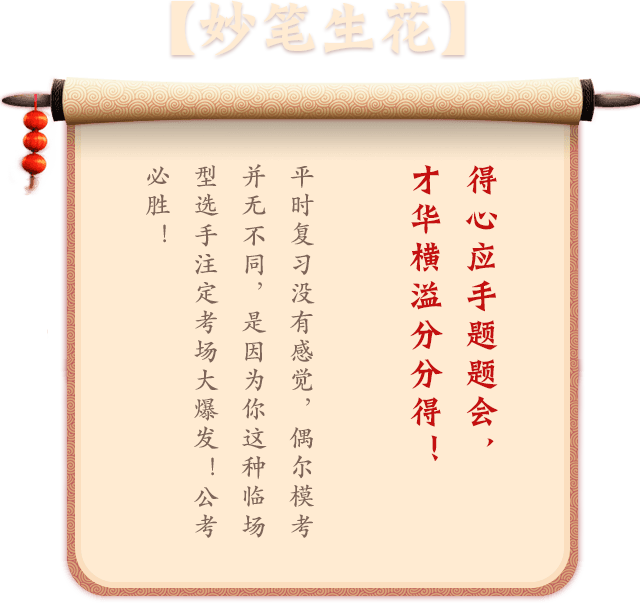 【妙笔生花】
得心应手题题会，
才华横溢分分得！
平时复习没有感觉，偶尔模考
并无不同，是因为你这种临场
型选手注定考场大爆发！公考
必胜！